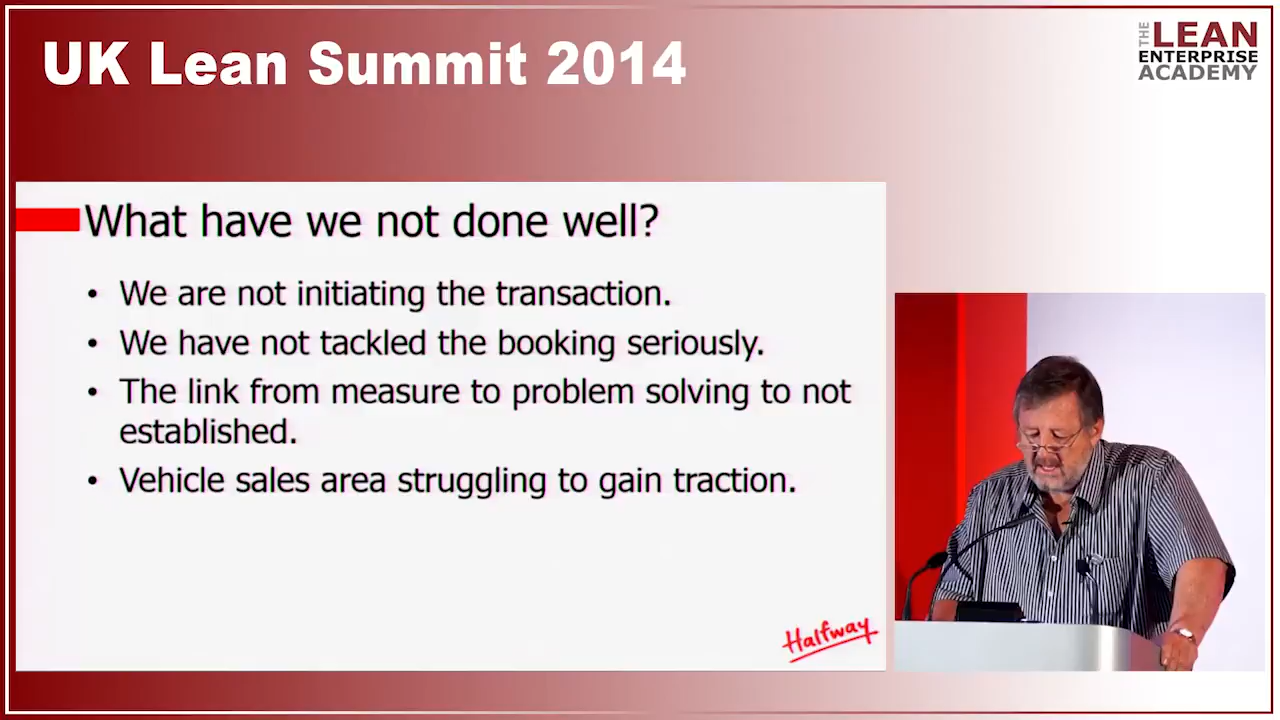 UK Lean Summit 2014
THE LEAN
ENTERPRISE
ACADEMY
What have we not done well?
• We are not initiating the transaction.
• We have not tackled the booking seriously.
• The link from measure to problem solving to not
established.
• Vehicle sales area struggling to gain traction.
Halfway